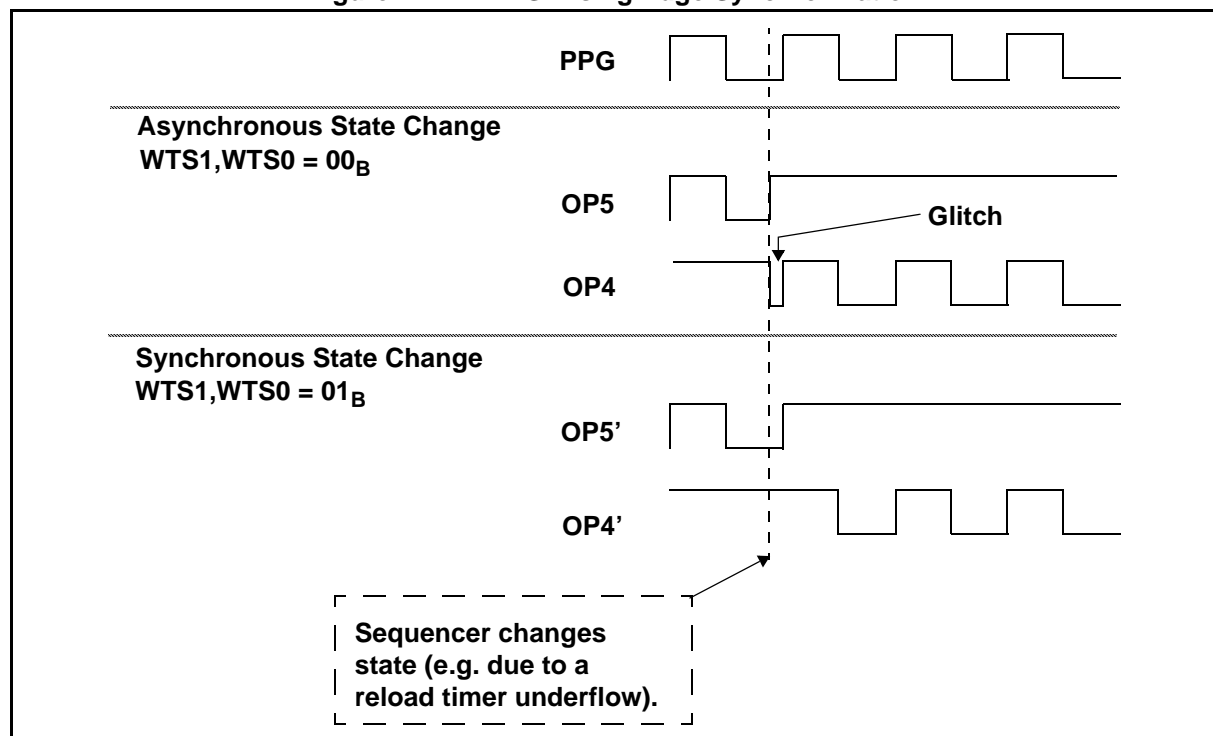 PPG
Asynchronous State Change
WTS1,WTS0 = 00B
OP5
Glitch
OP4
Synchronous State Change
WTS1,WTS0 = 01B
OP5’
OP4’
Sequencer changes
state (e.g. due to a
reload timer underflow).